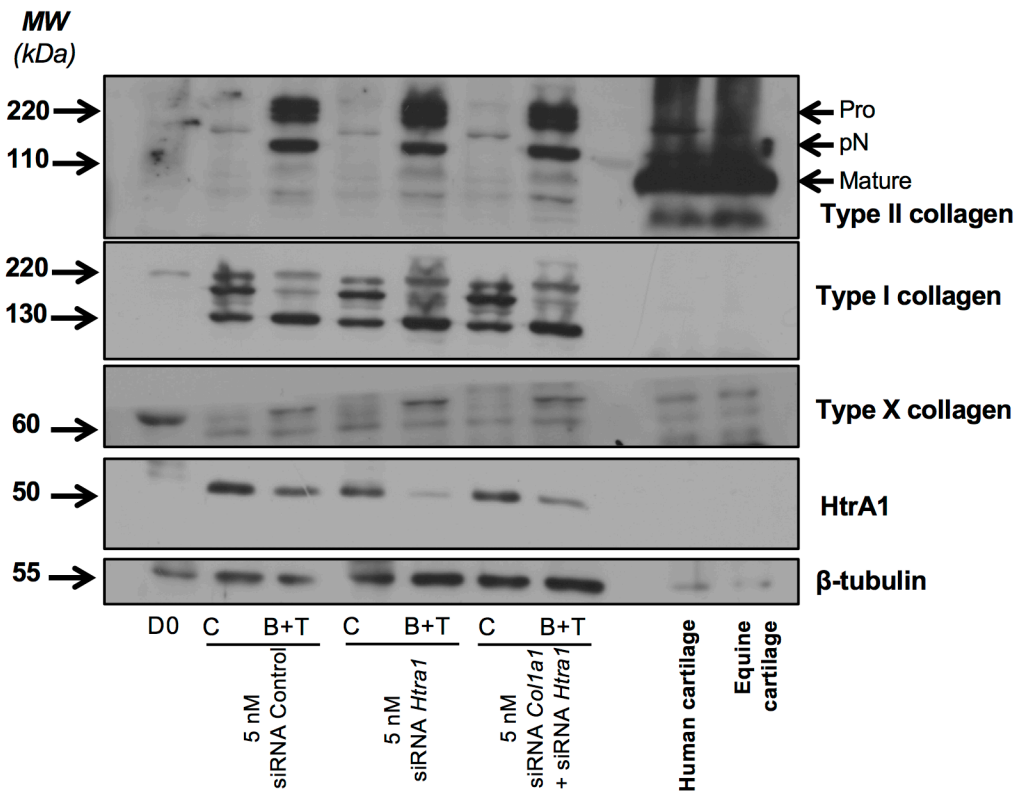 MW
(kDa)
220
110
Pro
pN
Mature
Type II collagen
220
130
Type I collagen
60
Type X collagen
50
HtrA1
55
β-tubulin
D0
C
B+T
C
B+T
C
B+T
5 nM
siRNA Control
5 nM
siRNA Htra1
5 nM
siRNA Col1a1
+ siRNA Htra1
Human cartilage
Equine
cartilage